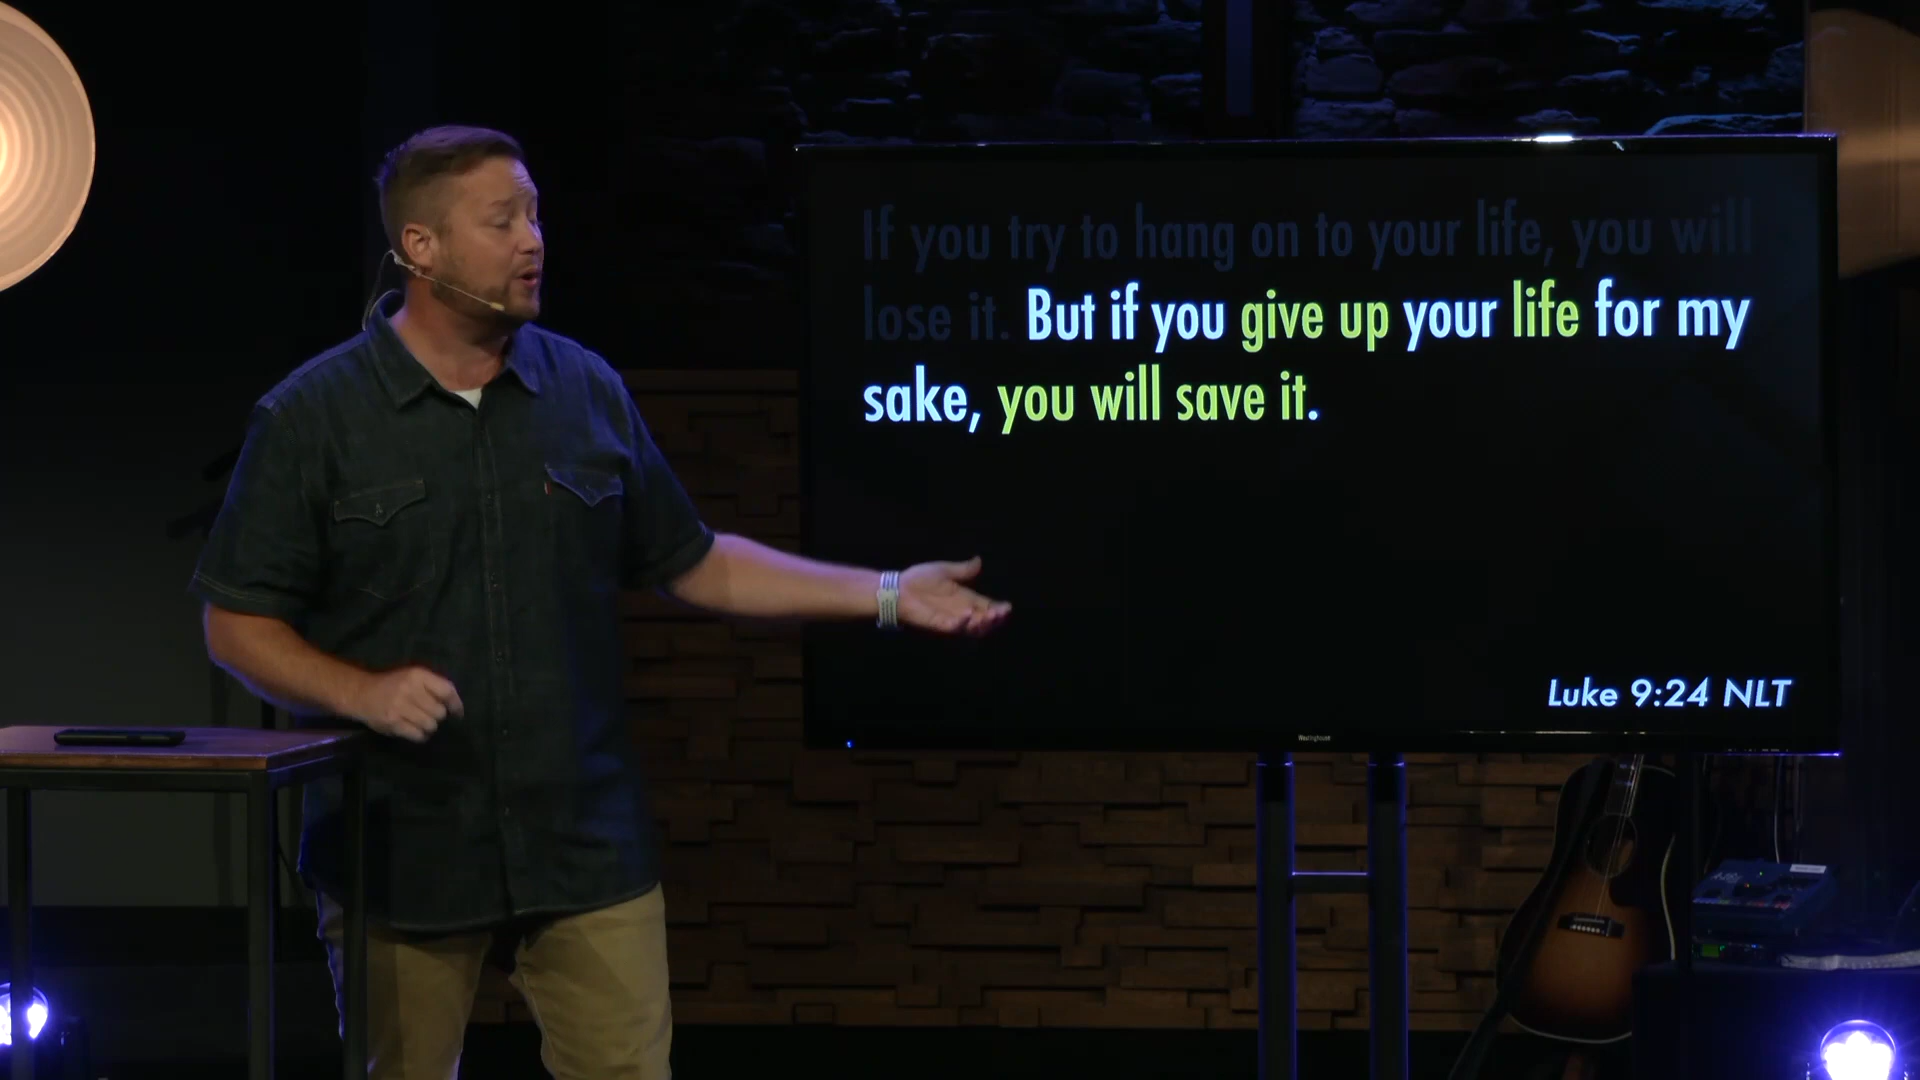 If you try to hang on to your life, you will
lose it. But if you give up your life for my
sake, you will save it.
Luke 9:24 NLT
Westinghouse